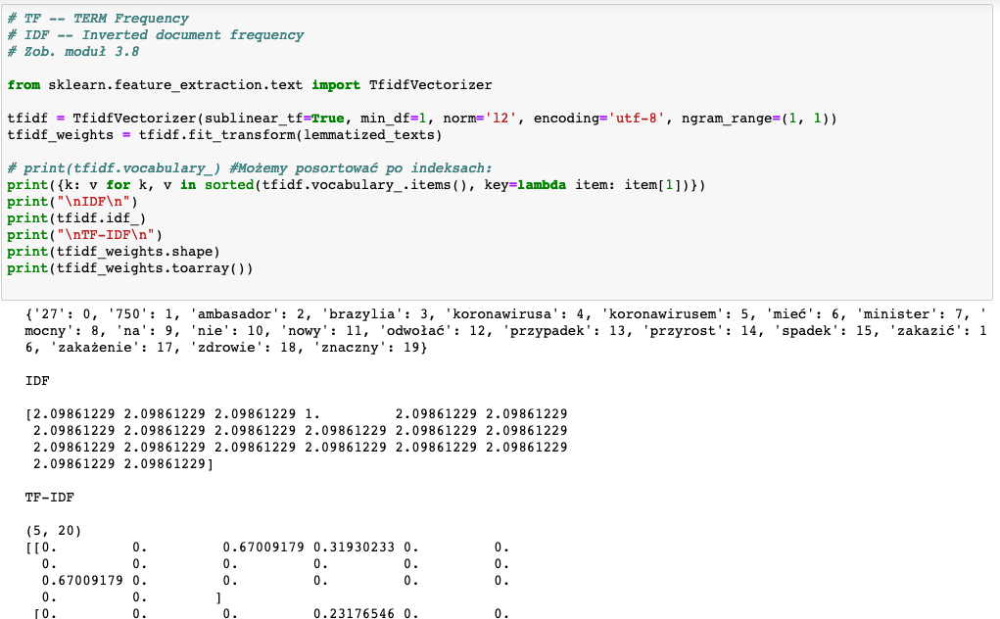 # TF -- TERM Frequency
# IDF -- Inverted document frequency
# Zob. moduł 3.8
from sklearn.feature_extraction.text import TfidfVectorizer
tfidf = TfidfVectorizer(sublinear_tf=True, min_df=1, norm='l2', encoding='utf-8', ngram_range=(1, 1))
tfidf_weights = tfidf.fit_transform(lemmatized_texts)
# print(tfidf.vocabulary_) #Możemy posortować po indeksach:
print({k: v for k, v in sorted(tfidf.vocabulary_.items(), key=lambda item: item[1])})
print("\nIDF\n")
print(tfidf.idf_)
print("\nTF-IDF\n")
print(tfidf_weights.shape)
print(tfidf_weights.toarray())
{'27': 0, '750': 1, 'ambasador': 2, 'brazylia': 3, 'koronawirusa': 4, 'koronawirusem': 5, 'mieć': 6, 'minister': 7, '
mocny': 8, 'na': 9, 'nie': 10, 'nowy': 11, 'odwołać': 12, 'przypadek': 13, 'przyrost': 14, 'spadek': 15, 'zakazić': 1
6, 'zakażenie': 17, 'zdrowie': 18, 'znaczny': 19}
IDF
[2.09861229 2.09861229 2.09861229 1.         2.09861229 2.09861229
2.09861229 2.09861229 2.09861229 2.09861229 2.09861229 2.09861229
2.09861229 2.09861229 2.09861229 2.09861229 2.09861229 2.09861229
2.09861229 2.09861229]
TF-IDF
(5, 20)
[[0.         0.         0.67009179 0.31930233 0.         0.
0.         0.         0.         0.         0.         0.
0.67009179 0.         0.         0.         0.         0.
0.         0.        ]
[0.         0.         0.         0.23176546 0.         0.